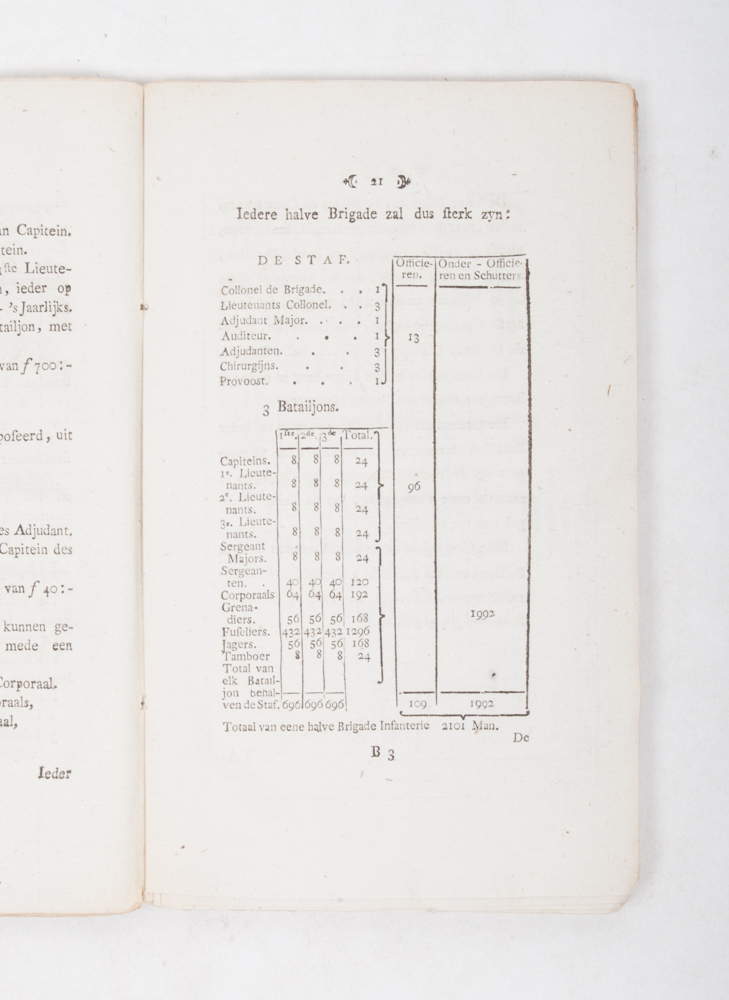 an Capitein.
tein.
ste Lieute-
, ieder op
- 's Jaarlijks.
tailjon, met
van ƒ 700:-
poseerd, uit
es Adjudant.
Capitein des
van ƒ 40:-
kunnen ge-
mede een
Corporaal.
raals,
aal,
Ieder
21
Iedere halve Brigade zal dus sterk zyn:
DE STAF.
Officie- Onder - Officie-
ren. ren en Schutters
Collonel de Brigade. . . 1
Lieutenants Collonel. . . 3
Adjudant Major. . . . 1
Auditeur. . . . 1 13
Adjudanten. . . 3
Chirurgijns. . . 3
Provoost. . . . 1
3 Batailjons.
1ste. 2de. 3de Total.
Capiteins. 8 8 8 24
1e. Lieute-
nants. 8 8 8 24 96
2e. Lieute-
nants. 8 8 8 24
3e. Lieute-
nants. 8 8 8 24
Sergeant
Majors. 8 8 8 24
Sergean-
ten. . 40 40 40 120
Corporaals 64 64 64 192
Grena-
diers. 56 56 56 168 1992
Fuseliers. 432 432 432 1296
Jagers. 56 56 56 168
Tamboer 8 8 8 24
Total van
elk Batail-
jon behal-
ven de Staf. 696 696 696 109 1992
Totaal van eene halve Brigade Infanterie 2101 Man.
De
B 3